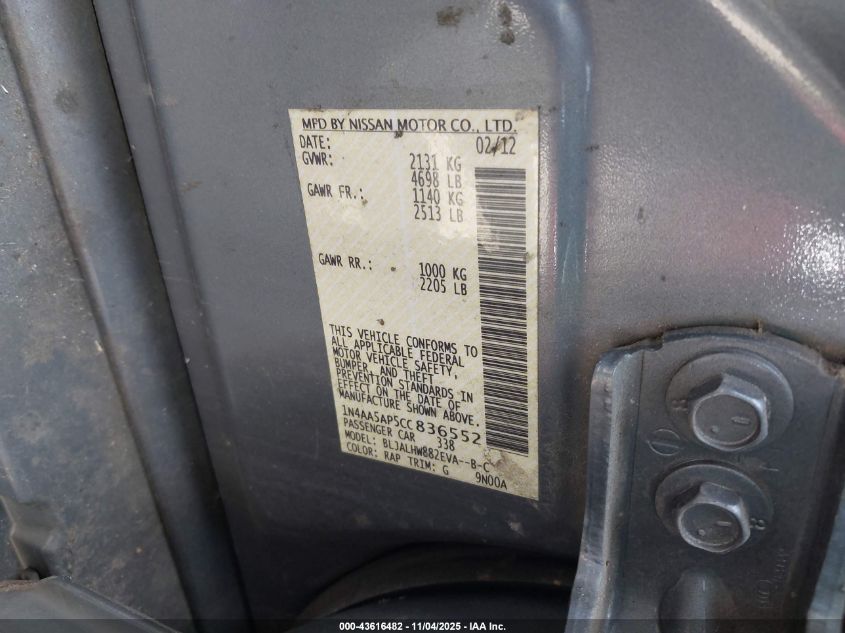 MFD BY NISSAN MOTOR CO., LTD.
DATE: 02/12
GVWR: 2131 KG
4698 LB
GAWR FR.: 1140 KG
2513 LB
GAWR RR.: 1000 KG
2205 LB
THIS VEHICLE CONFORMS TO
ALL APPLICABLE FEDERAL
MOTOR VEHICLE SAFETY,
BUMPER, AND THEFT
PREVENTION STANDARDS IN
EFFECT ON THE DATE OF
MANUFACTURE SHOWN ABOVE.
1N4AA5AP5CC836552
PASSENGER CAR 338
MODEL: BLJALHW882EVA--B-C
COLOR: RAP TRIM: G 9N00A
8
000-43616482 - 11/04/2025 - IAA Inc.